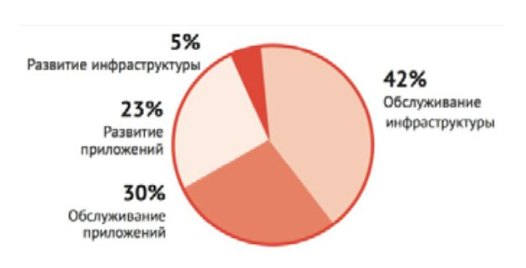 5%
Развитие инфраструктуры
42%
Обслуживание
инфраструктуры
23%
Развитие
приложений
30%
Обслуживание
приложений